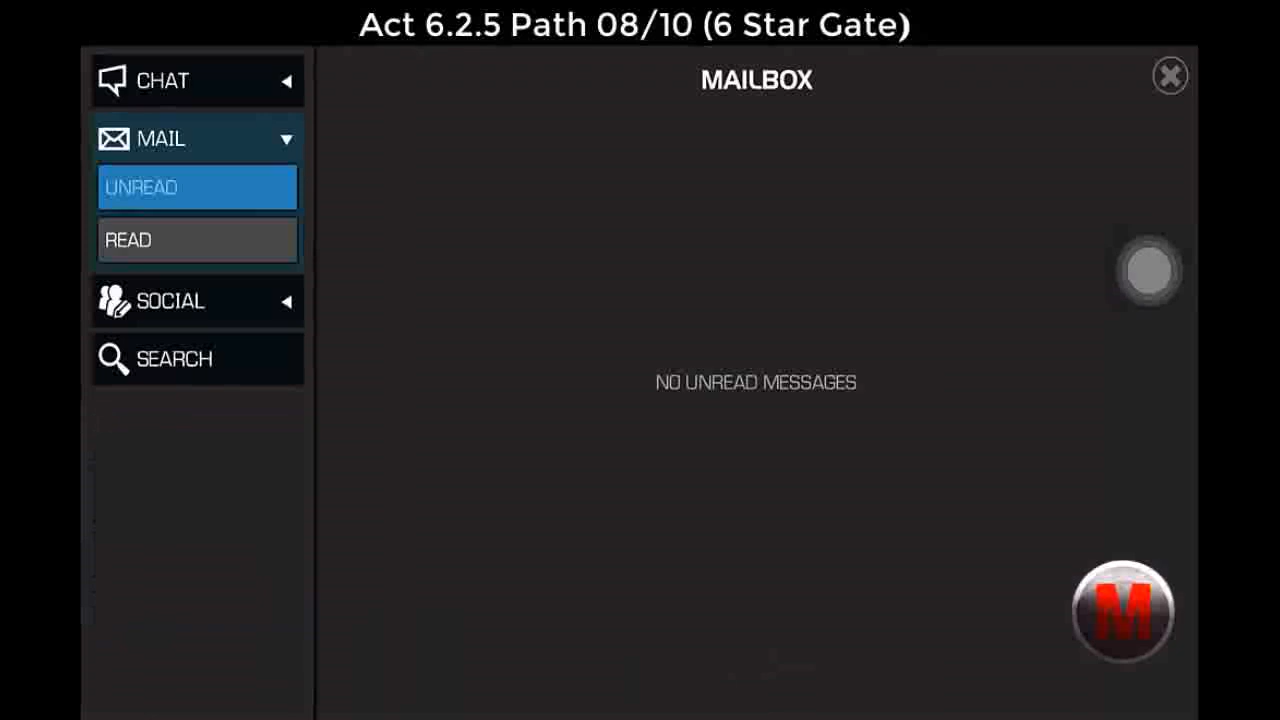 Act 6.2.5 Path 08/10 (6 Star Gate)
CHAT
MAILBOX
MAIL
UNREAD
READ
SOCIAL
SEARCH
NO UNREAD MESSAGES
M